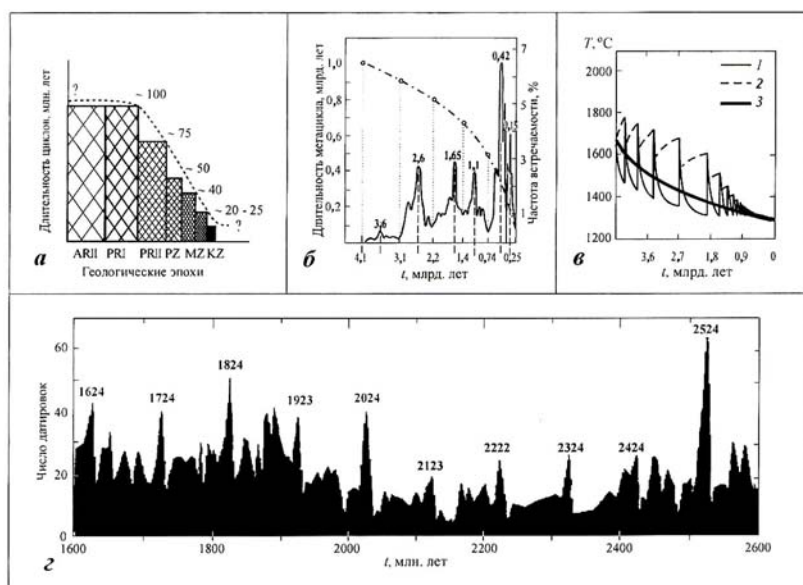 Длительность циклов, млн. лет
?
~ 100
~ 75
~ 50
~ 40
~ 20 - 25
?
ARII PRI PRII PZ MZ KZ
Геологические эпохи
а
Длительность метацикла, млрд. лет
1,0
0,8
0,6
0,4
0,2
3,6
2,6
1,65
1,1
0,42
7
5
3
1
Частота встречаемости, %
4,1 3,1 2,2 1,4 0,74 0,25
t, млрд. лет
б
T, °C
2000
1800
1600
1400
1200
1
2
3
3,6 2,7 1,8 0,9 0
t, млрд. лет
в
Число датировок
60
40
20
0
1624
1724
1824
1923
2024
2123
2222
2324
2424
2524
1600 1800 2000 2200 2400 2600
t, млн. лет
г